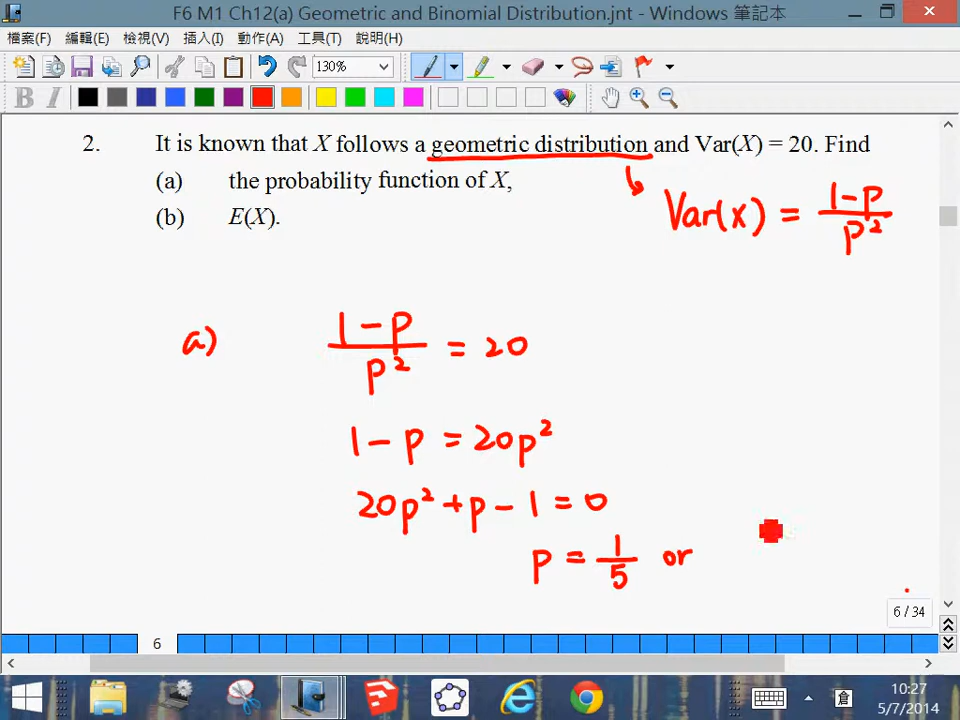 F6 M1 Ch12(a) Geometric and Binomial Distribution.jnt - Windows 筆記本
檔案(F) 編輯(E) 檢視(V) 插入(I) 動作(A) 工具(T) 說明(H)
130%
B I
2. It is known that X follows a geometric distribution and Var(X) = 20. Find
(a) the probability function of X,
(b) E(X).
Var(x) = 1-p / p²
a) 1-p / p² = 20
1-p = 20p²
20p²+p-1=0
p = 1/5 or
6 / 34
6
倉
10:27
5/7/2014